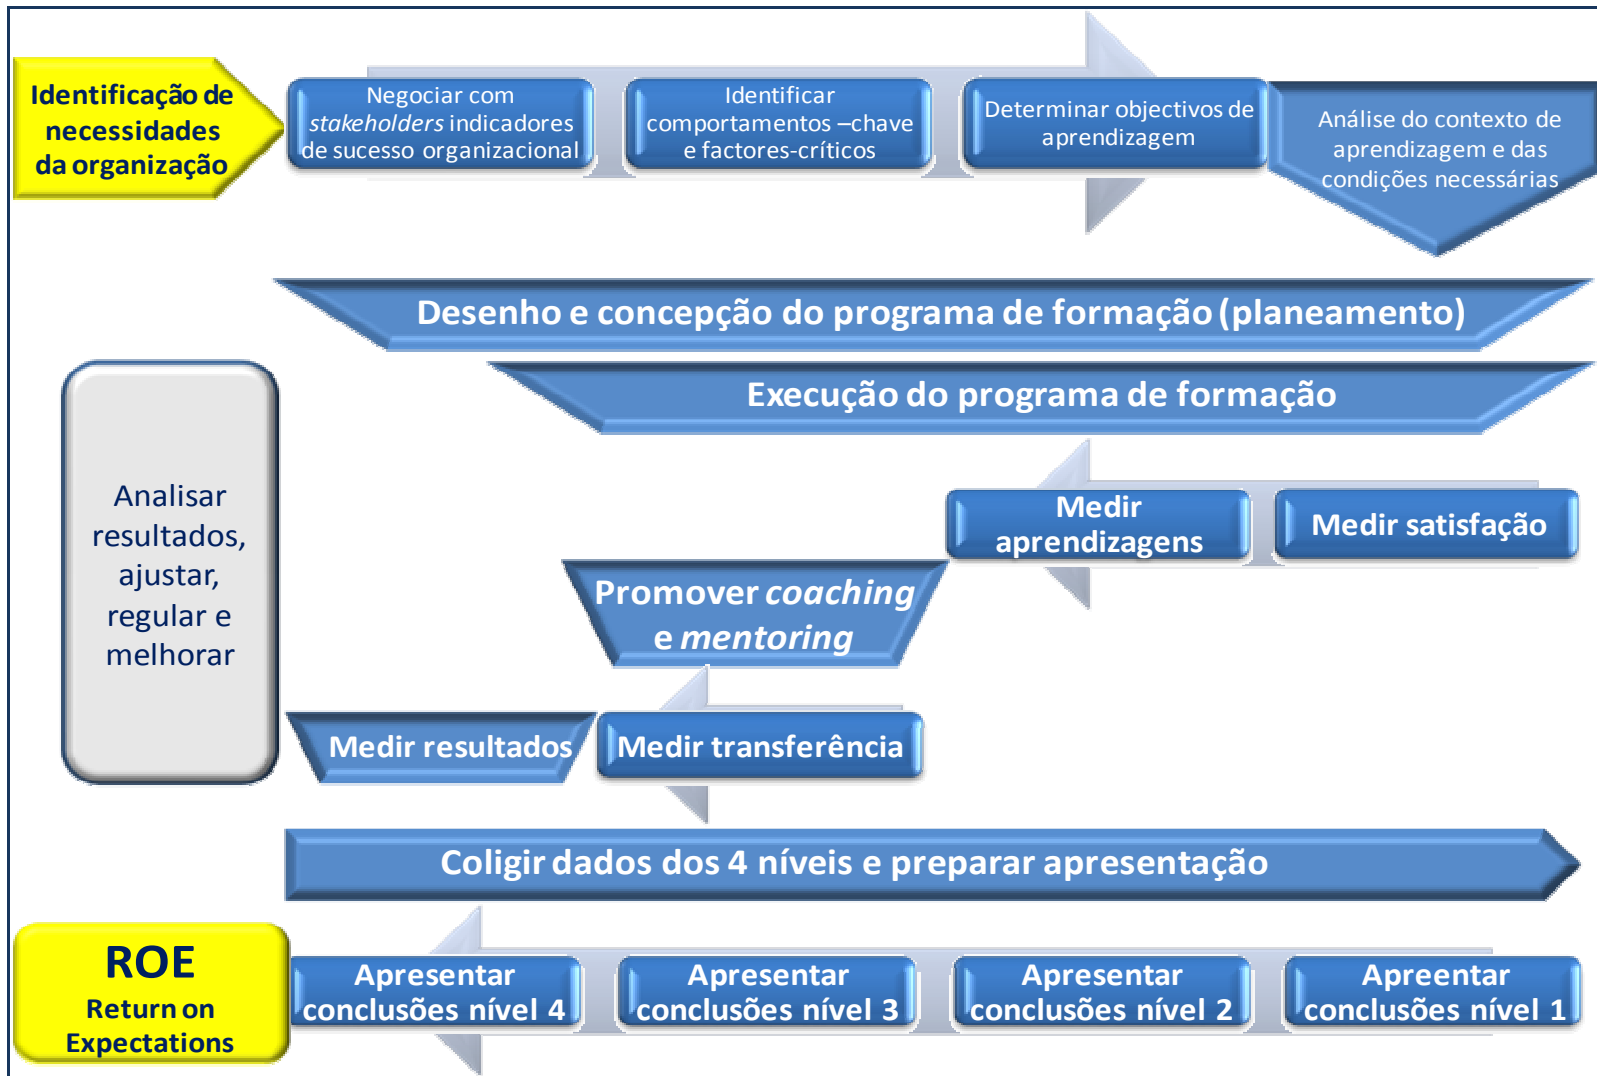 Identificação de
necessidades
da organização
Negociar com
stakeholders indicadores
de sucesso organizacional
Identificar
comportamentos –chave
e factores-críticos
Determinar objectivos de
aprendizagem
Análise do contexto de
aprendizagem e das
condições necessárias
Desenho e concepção do programa de formação (planeamento)
Execução do programa de formação
Analisar
resultados,
ajustar,
regular e
melhorar
Medir
aprendizagens
Medir satisfação
Promover coaching
e mentoring
Medir resultados
Medir transferência
Coligir dados dos 4 níveis e preparar apresentação
ROE
Return on
Expectations
Apresentar
conclusões nível 4
Apresentar
conclusões nível 3
Apresentar
conclusões nível 2
Apreentar
conclusões nível 1